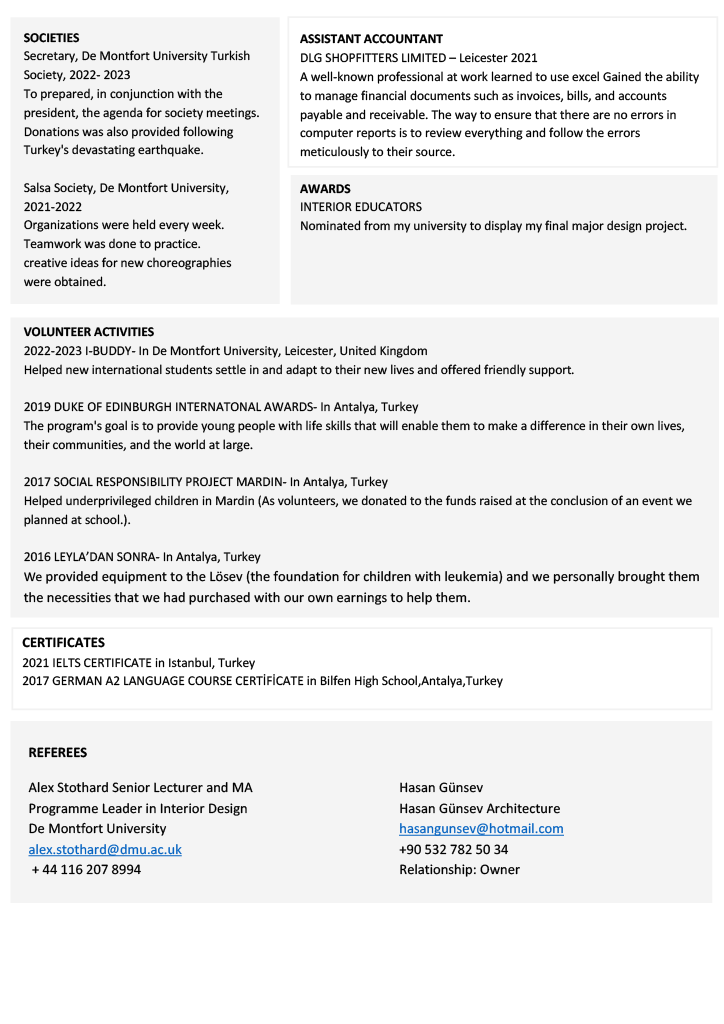 SOCIETIES
Secretary, De Montfort University Turkish
Society, 2022- 2023
To prepared, in conjunction with the
president, the agenda for society meetings.
Donations was also provided following
Turkey's devastating earthquake.
Salsa Society, De Montfort University,
2021-2022
Organizations were held every week.
Teamwork was done to practice.
creative ideas for new choreographies
were obtained.
ASSISTANT ACCOUNTANT
DLG SHOPFITTERS LIMITED – Leicester 2021
A well-known professional at work learned to use excel Gained the ability
to manage financial documents such as invoices, bills, and accounts
payable and receivable. The way to ensure that there are no errors in
computer reports is to review everything and follow the errors
meticulously to their source.
AWARDS
INTERIOR EDUCATORS
Nominated from my university to display my final major design project.
VOLUNTEER ACTIVITIES
2022-2023 I-BUDDY- In De Montfort University, Leicester, United Kingdom
Helped new international students settle in and adapt to their new lives and offered friendly support.
2019 DUKE OF EDINBURGH INTERNATONAL AWARDS- In Antalya, Turkey
The program's goal is to provide young people with life skills that will enable them to make a difference in their own lives,
their communities, and the world at large.
2017 SOCIAL RESPONSIBILITY PROJECT MARDIN- In Antalya, Turkey
Helped underprivileged children in Mardin (As volunteers, we donated to the funds raised at the conclusion of an event we
planned at school.).
2016 LEYLA’DAN SONRA- In Antalya, Turkey
We provided equipment to the Lösev (the foundation for children with leukemia) and we personally brought them
the necessities that we had purchased with our own earnings to help them.
CERTIFICATES
2021 IELTS CERTIFICATE in Istanbul, Turkey
2017 GERMAN A2 LANGUAGE COURSE CERTİFİCATE in Bilfen High School,Antalya,Turkey
REFEREES
Alex Stothard Senior Lecturer and MA
Programme Leader in Interior Design
De Montfort University
alex.stothard@dmu.ac.uk
+ 44 116 207 8994
Hasan Günsev
Hasan Günsev Architecture
hasangunsev@hotmail.com
+90 532 782 50 34
Relationship: Owner